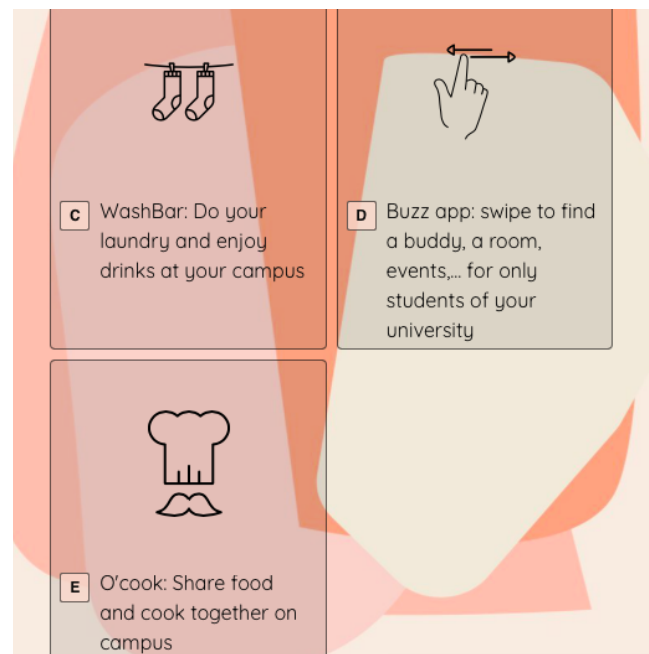 C WashBar: Do your
laundry and enjoy
drinks at your campus
D Buzz app: swipe to find
a buddy, a room,
events,... for only
students of your
university
E O'cook: Share food
and cook together on
campus